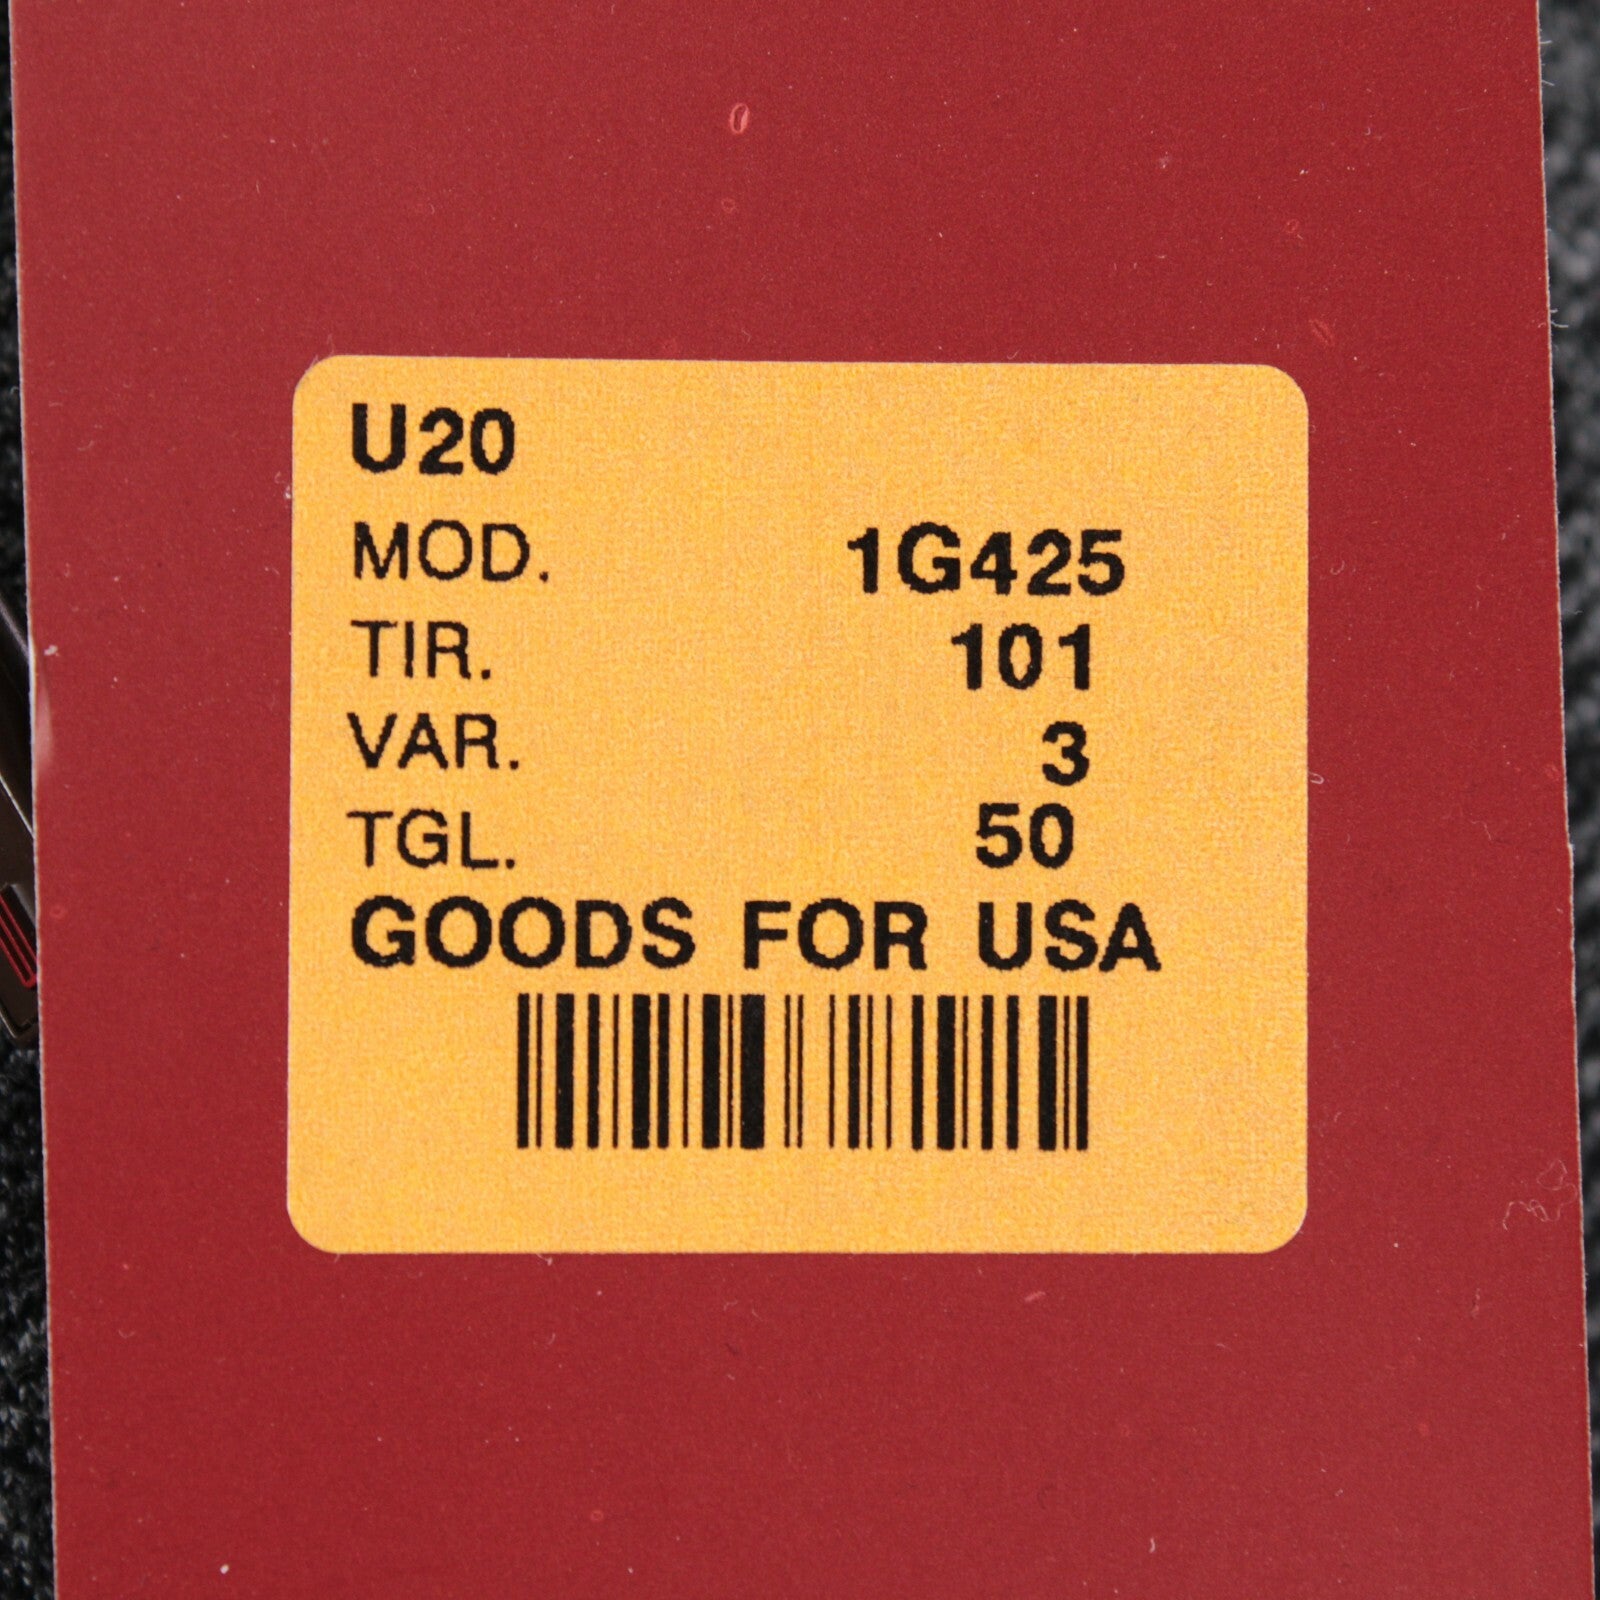 U20
MOD. 1G425
TIR. 101
VAR. 3
TGL. 50
GOODS FOR USA